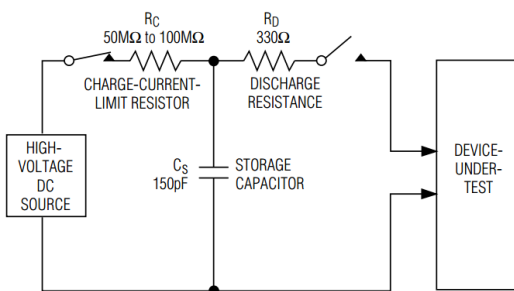 RC
50MΩ to 100MΩ
CHARGE-CURRENT-
LIMIT RESISTOR
RD
330Ω
DISCHARGE
RESISTANCE
HIGH-
VOLTAGE
DC
SOURCE
CS
150pF
STORAGE
CAPACITOR
DEVICE-
UNDER-
TEST